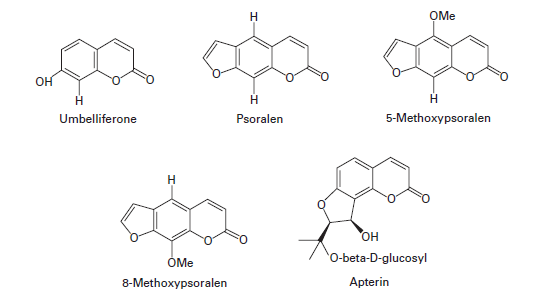 H
OMe
OH
O
O
H
O
O
O
H
O
O
O
H
Umbelliferone
Psoralen
5-Methoxypsoralen
H
O
O
O
OMe
8-Methoxypsoralen
O
O
O
OH
O-beta-D-glucosyl
Apterin